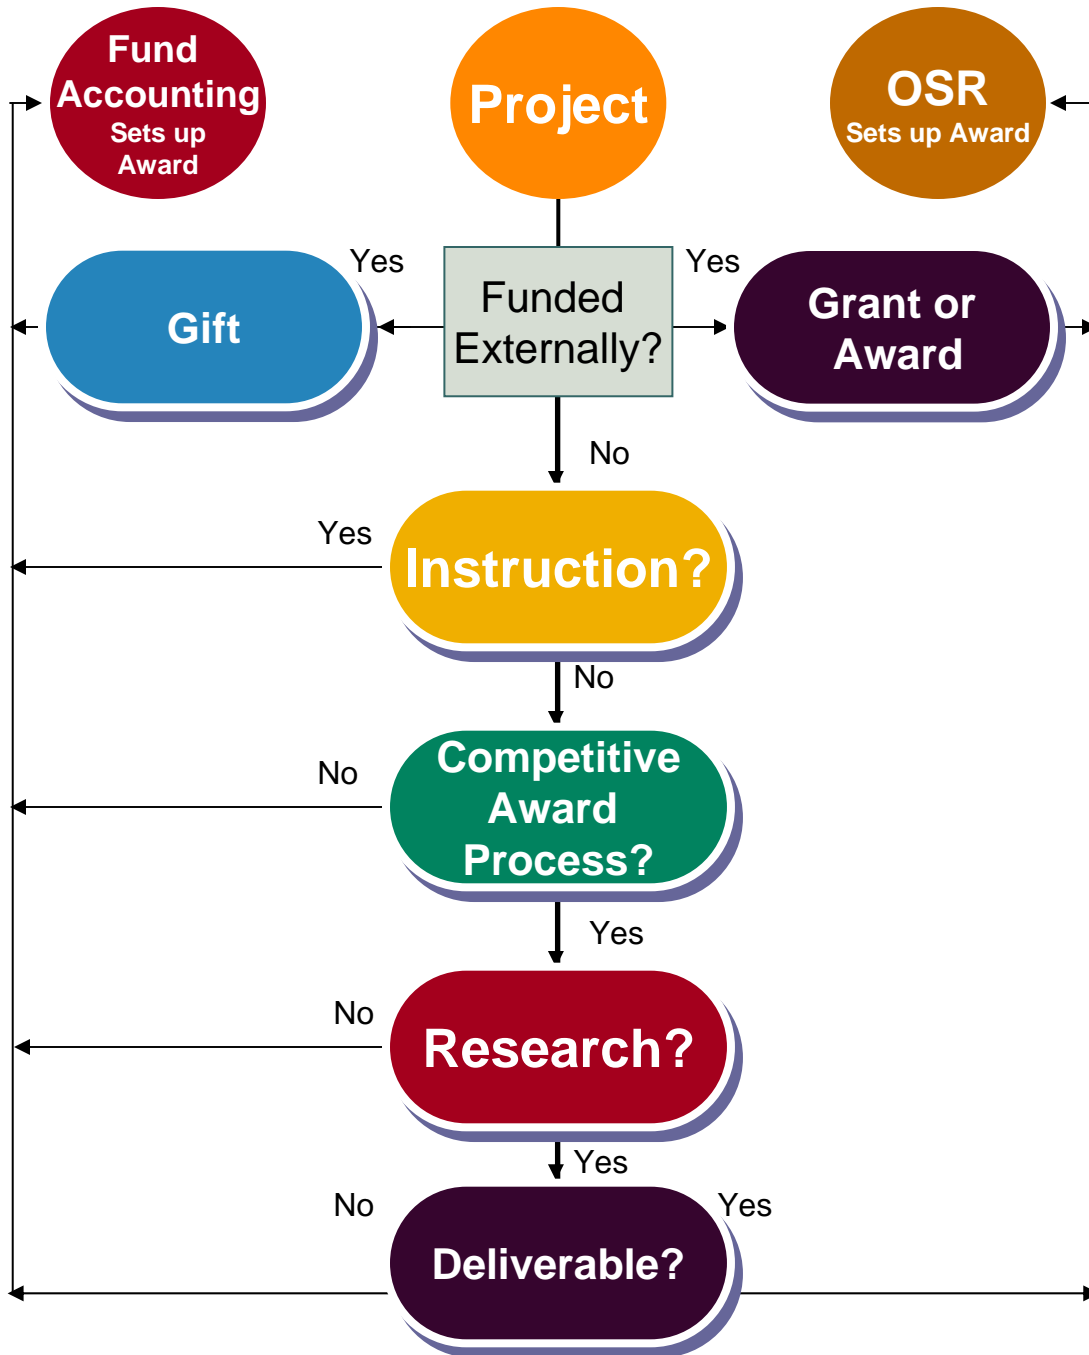 Fund
Accounting
Sets up
Award
Project
OSR
Sets up Award
Yes
Yes
Gift
Funded
Externally?
Grant or
Award
No
Yes
Instruction?
No
No
Competitive
Award
Process?
Yes
No
Research?
Yes
No
Yes
Deliverable?